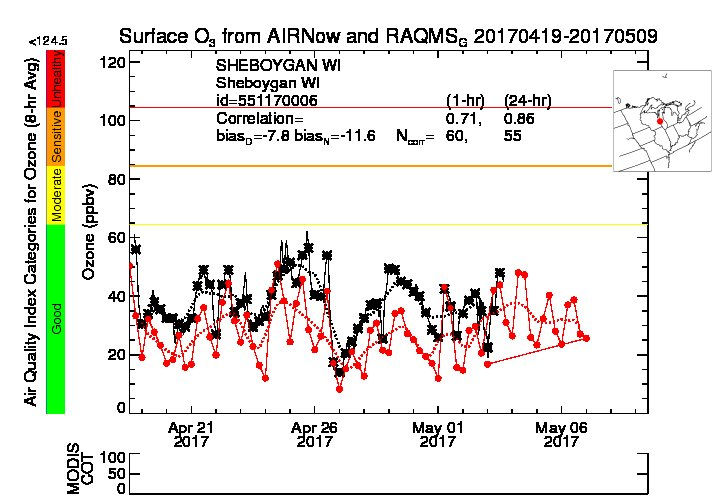 Surface O3 from AIRNow and RAQMSG 20170419-20170509
<124.5
Air Quality Index Categories for Ozone (8-hr Avg)
Unhealthy
Sensitive
Moderate
Good
Ozone (ppbv)
120
100
80
60
40
20
0
SHEBOYGAN WI
Sheboygan WI
id=551170006 (1-hr) (24-hr)
Correlation= 0.71, 0.86
biasD=-7.8 biasN=-11.6 Ncorr= 60, 55
Apr 21 Apr 26 May 01 May 06
2017 2017 2017 2017
MODIS
COT
100
50
0